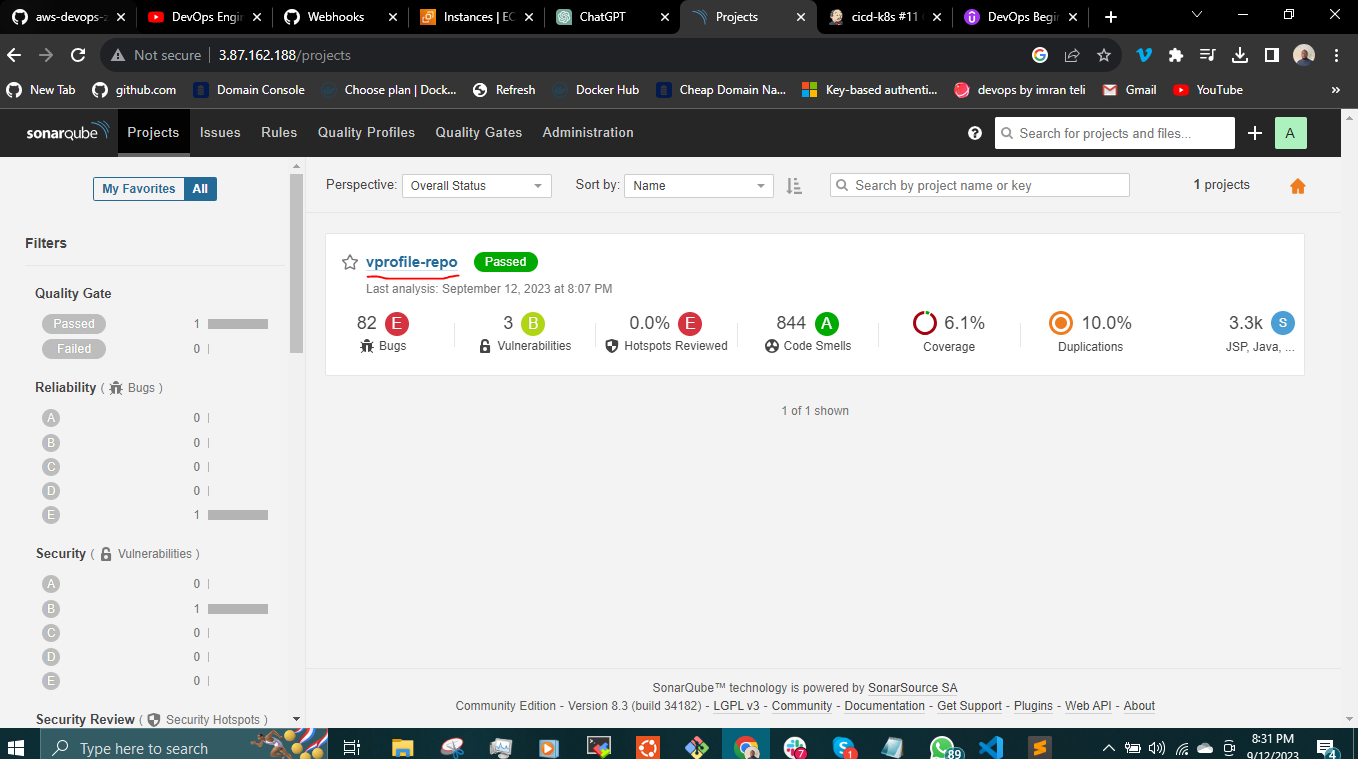 aws-devops-z
DevOps Engin
Webhooks
Instances | EC
ChatGPT
Projects
cicd-k8s #11
DevOps Begin
Not secure 3.87.162.188/projects
New Tab github.com Domain Console Choose plan | Dock... Refresh Docker Hub Cheap Domain Na... Key-based authenti... devops by imran teli Gmail YouTube »
sonarqube Projects Issues Rules Quality Profiles Quality Gates Administration ? Search for projects and files... + A
My Favorites All
Perspective: Overall Status Sort by: Name Search by project name or key 1 projects
Filters
Quality Gate
Passed 1
Failed 0
Reliability ( Bugs )
A 0
B 0
C 0
D 0
E 1
Security ( Vulnerabilities )
A 0
B 1
C 0
D 0
E 0
Security Review ( Security Hotspots )
vprofile-repo Passed
Last analysis: September 12, 2023 at 8:07 PM
82 E 3 B 0.0% E 844 A 6.1% 10.0% 3.3k S
Bugs Vulnerabilities Hotspots Reviewed Code Smells Coverage Duplications JSP, Java, ...
1 of 1 shown
SonarQube™ technology is powered by SonarSource SA
Community Edition - Version 8.3 (build 34182) - LGPL v3 - Community - Documentation - Get Support - Plugins - Web API - About
Type here to search
7
1
89
8:31 PM
9/12/2023
4